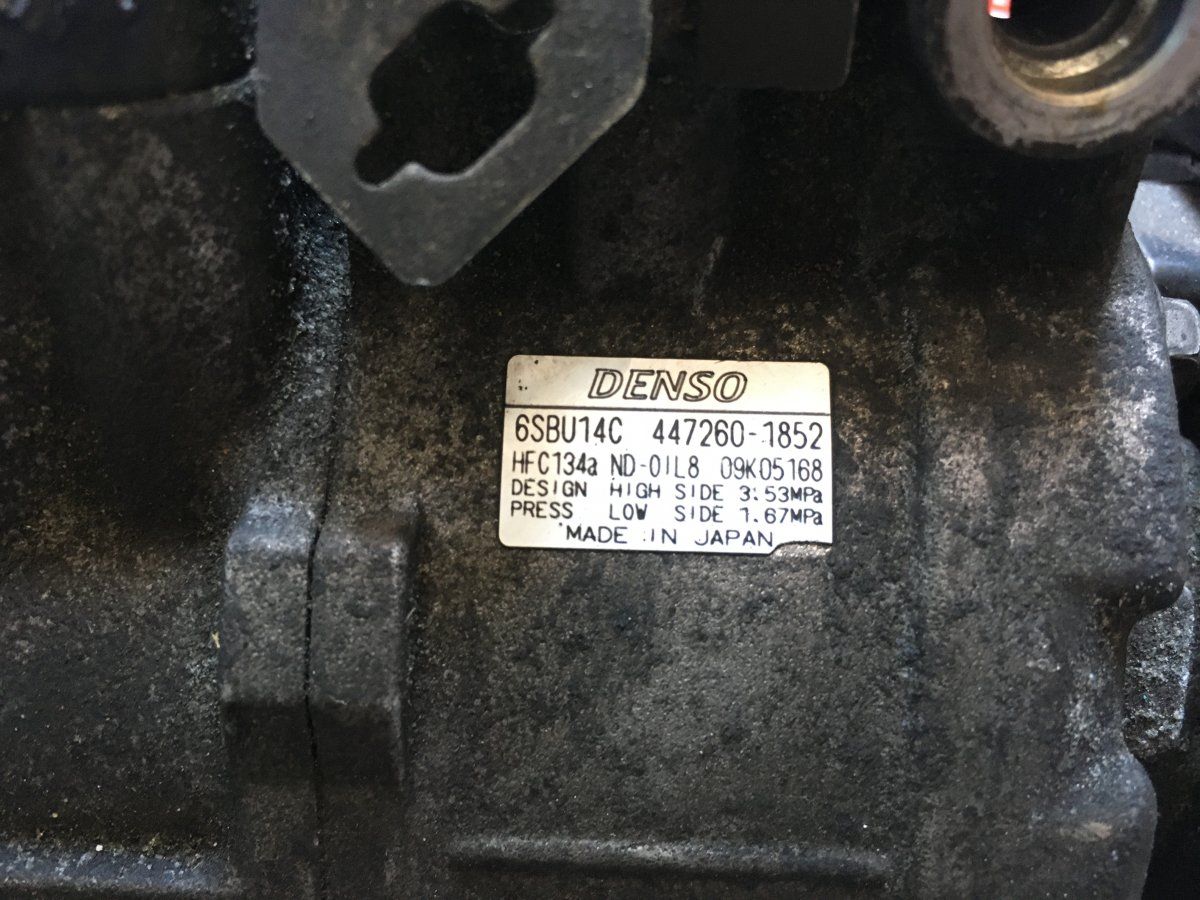 DENSO
6SBU14C 447260-1852
HFC134a ND-OIL8 09K05168
DESIGN HIGH SIDE 3.53MPa
PRESS LOW SIDE 1.67MPa
MADE IN JAPAN